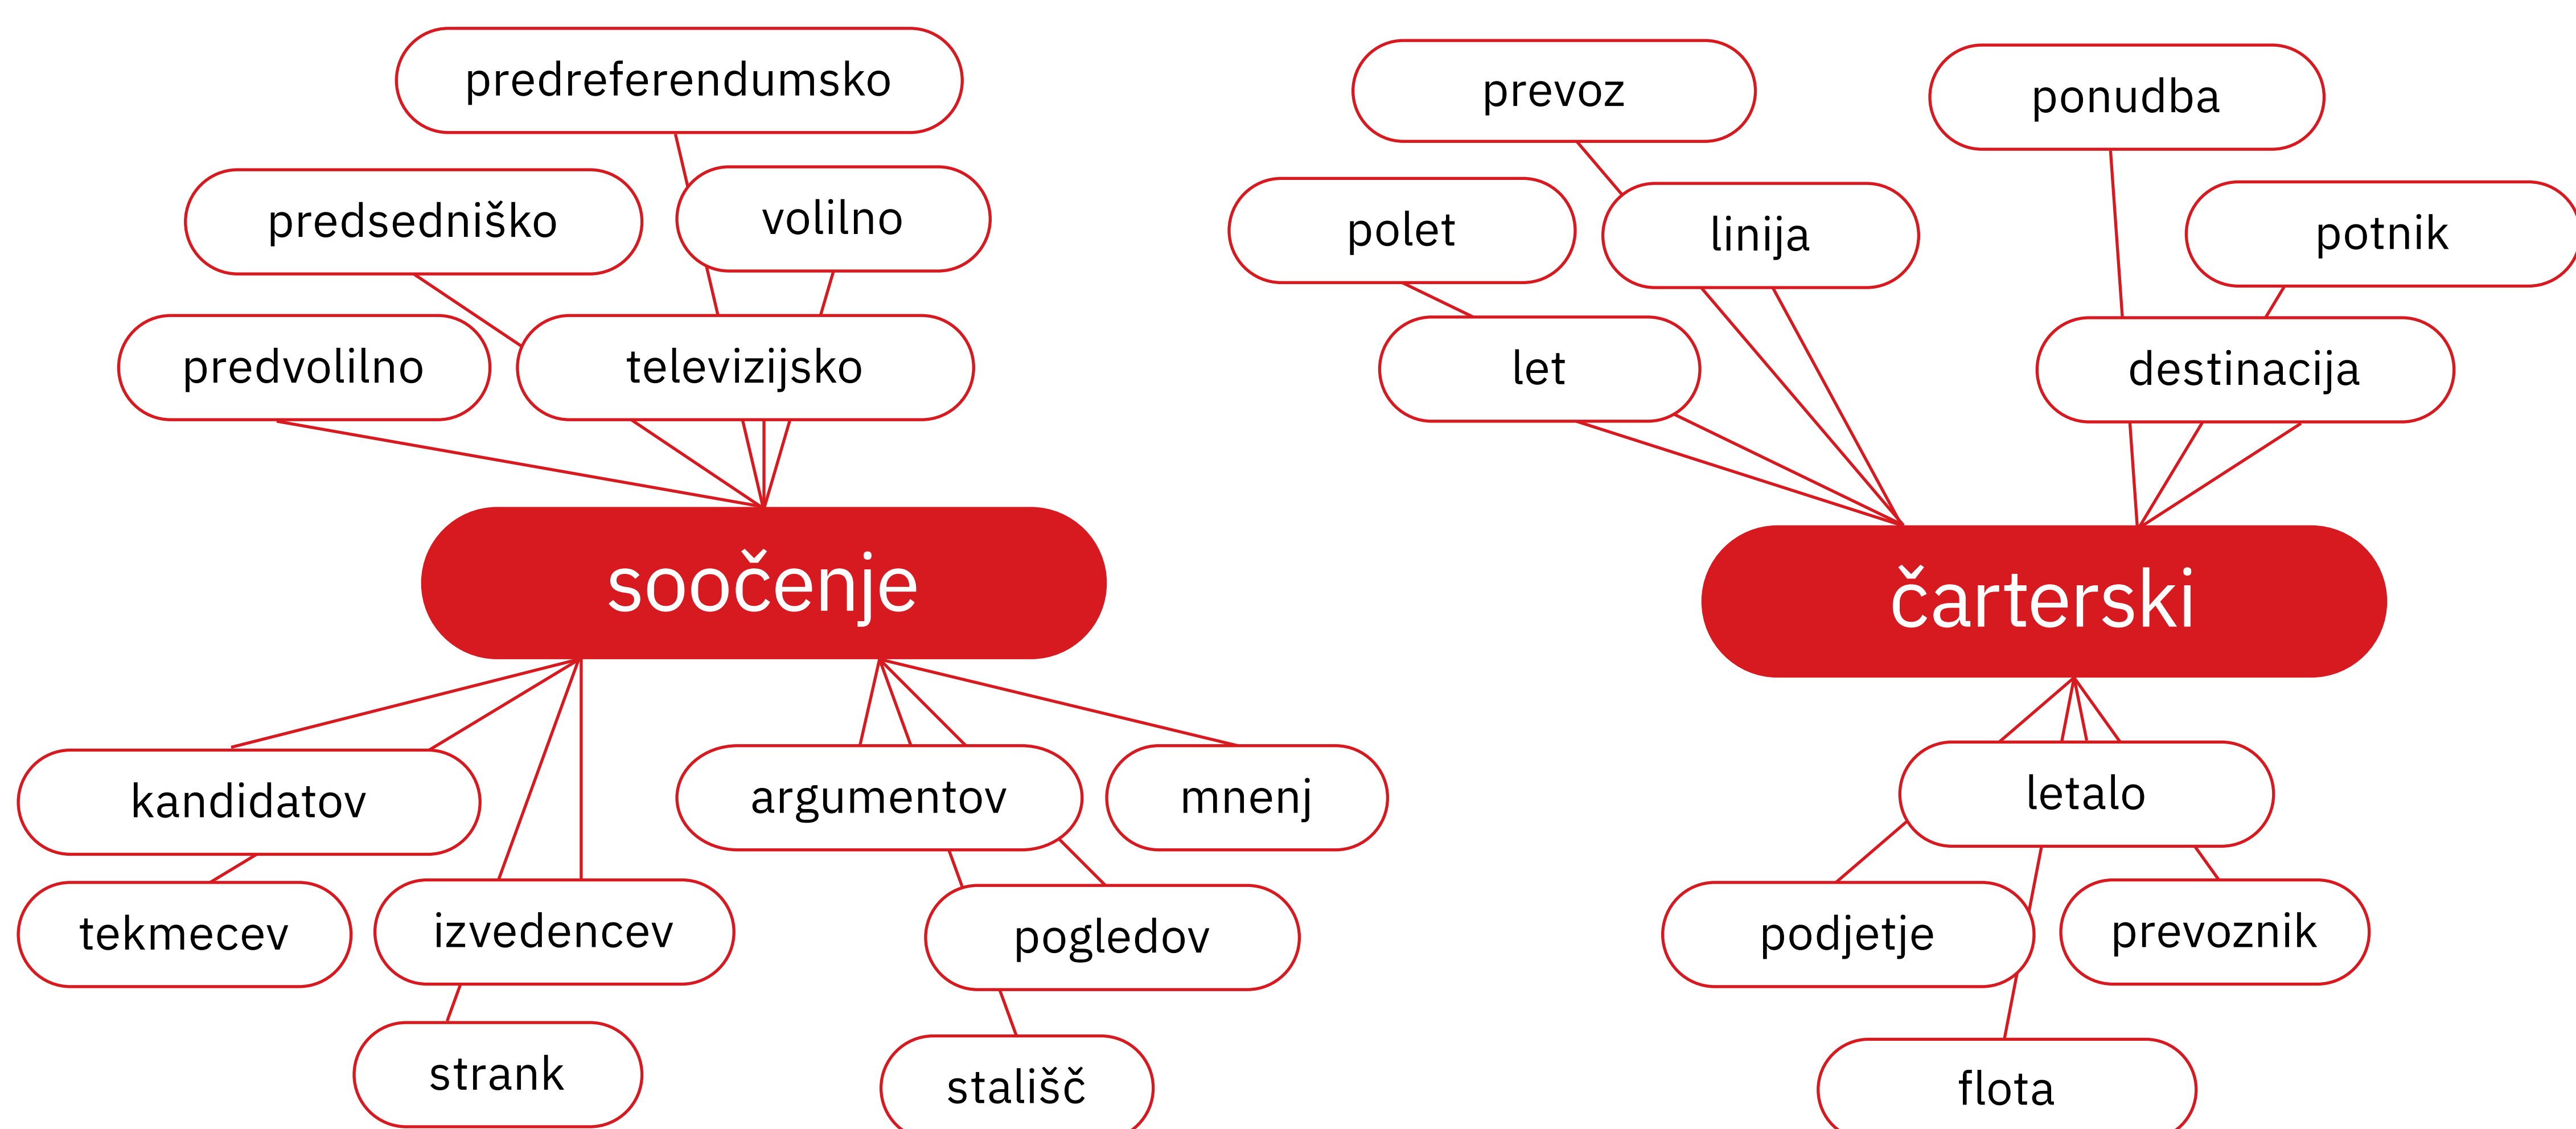 predreferendumsko
predsedniško
volilno
predvolilno
televizijsko
soočenje
kandidatov
argumentov
mnenj
tekmecev
izvedencev
pogledov
strank
stališč
prevoz
ponudba
polet
linija
potnik
let
destinacija
čarterski
letalo
podjetje
prevoznik
flota